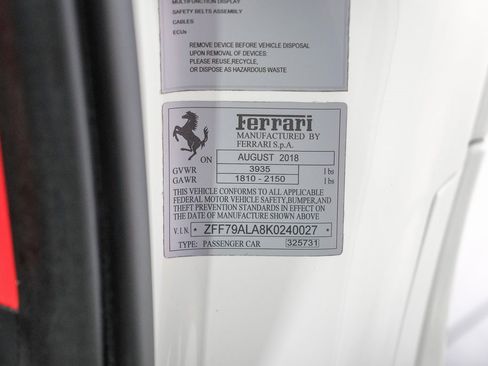 MULTIFUNCTION DISPLAY
SAFETY BELTS ASSEMBLY
CABLES
ECUs
REMOVE DEVICE BEFORE VEHICLE DISPOSAL
UPON REMOVAL OF DEVICES:
PLEASE REUSE,RECYCLE,
OR DISPOSE AS HAZARDOUS WASTE
Ferrari
MANUFACTURED BY
FERRARI S.p.A.
ON AUGUST 2018
GVWR 3935 lbs
GAWR 1810 - 2150 lbs
THIS VEHICLE CONFORMS TO ALL APPLICABLE
FEDERAL MOTOR VEHICLE SAFETY,BUMPER,AND
THEFT PREVENTION STANDARDS IN EFFECT ON
THE DATE OF MANUFACTURE SHOWN ABOVE
V.I.N. * ZFF79ALA8K0240027 *
TYPE: PASSENGER CAR 325731